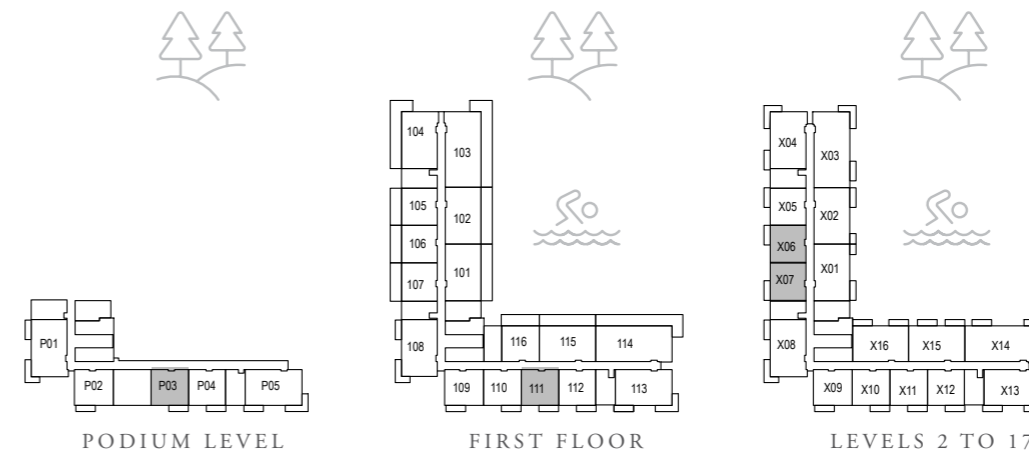 104
103
105
102
106
101
107
108
116
115
114
109
110
111
112
113
X04
X03
X05
X02
X06
X01
X07
X08
X16
X15
X14
X09
X10
X11
X12
X13
P01
P02
P03
P04
P05
PODIUM LEVEL
FIRST FLOOR
LEVELS 2 TO 17